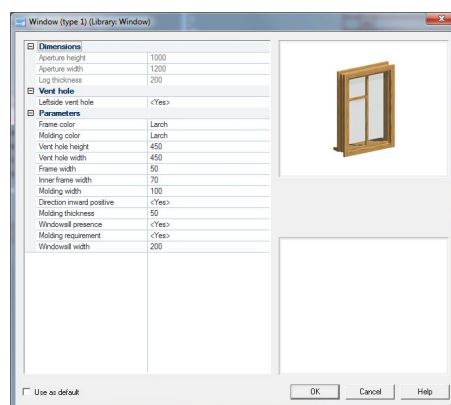 Window (type 1) (Library: Window)
Dimensions
Aperture height 1000
Aperture width 1200
Log thickness 200
Vent hole
Leftside vent hole <Yes>
Parameters
Frame color Larch
Molding color Larch
Vent hole height 450
Vent hole width 450
Frame width 50
Inner frame width 70
Molding width 100
Direction inward positive <Yes>
Molding thickness 50
Windowsill presence <Yes>
Molding requirement <Yes>
Windowsill width 200
Use as default
OK Cancel Help